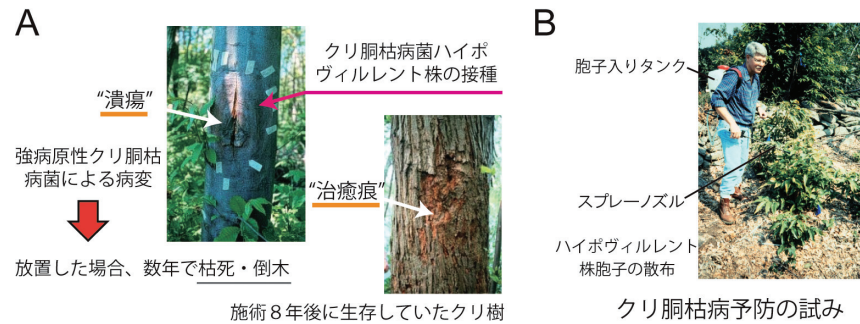 A
クリ胴枯病菌ハイポ
ヴィルレント株の接種
“潰瘍”
強病原性クリ胴枯
病菌による病変
“治癒痕”
放置した場合、数年で枯死・倒木
施術８年後に生存していたクリ樹
B
胞子入りタンク
スプレーノズル
ハイポヴィルレント
株胞子の散布
クリ胴枯病予防の試み